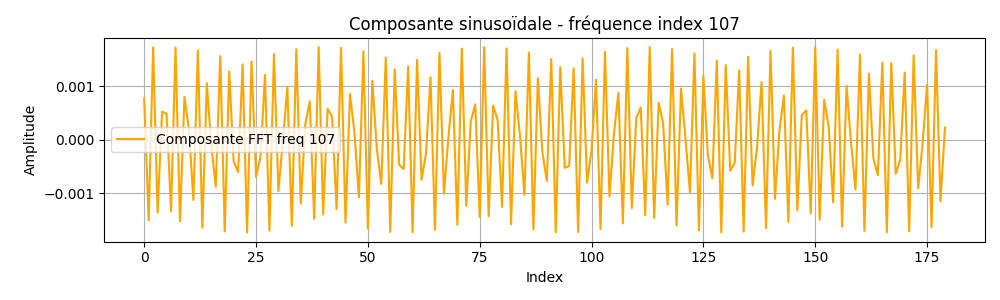 Composante sinusoïdale - fréquence index 107
Amplitude
0.001
0.000
−0.001
Composante FFT freq 107
0 25 50 75 100 125 150 175
Index